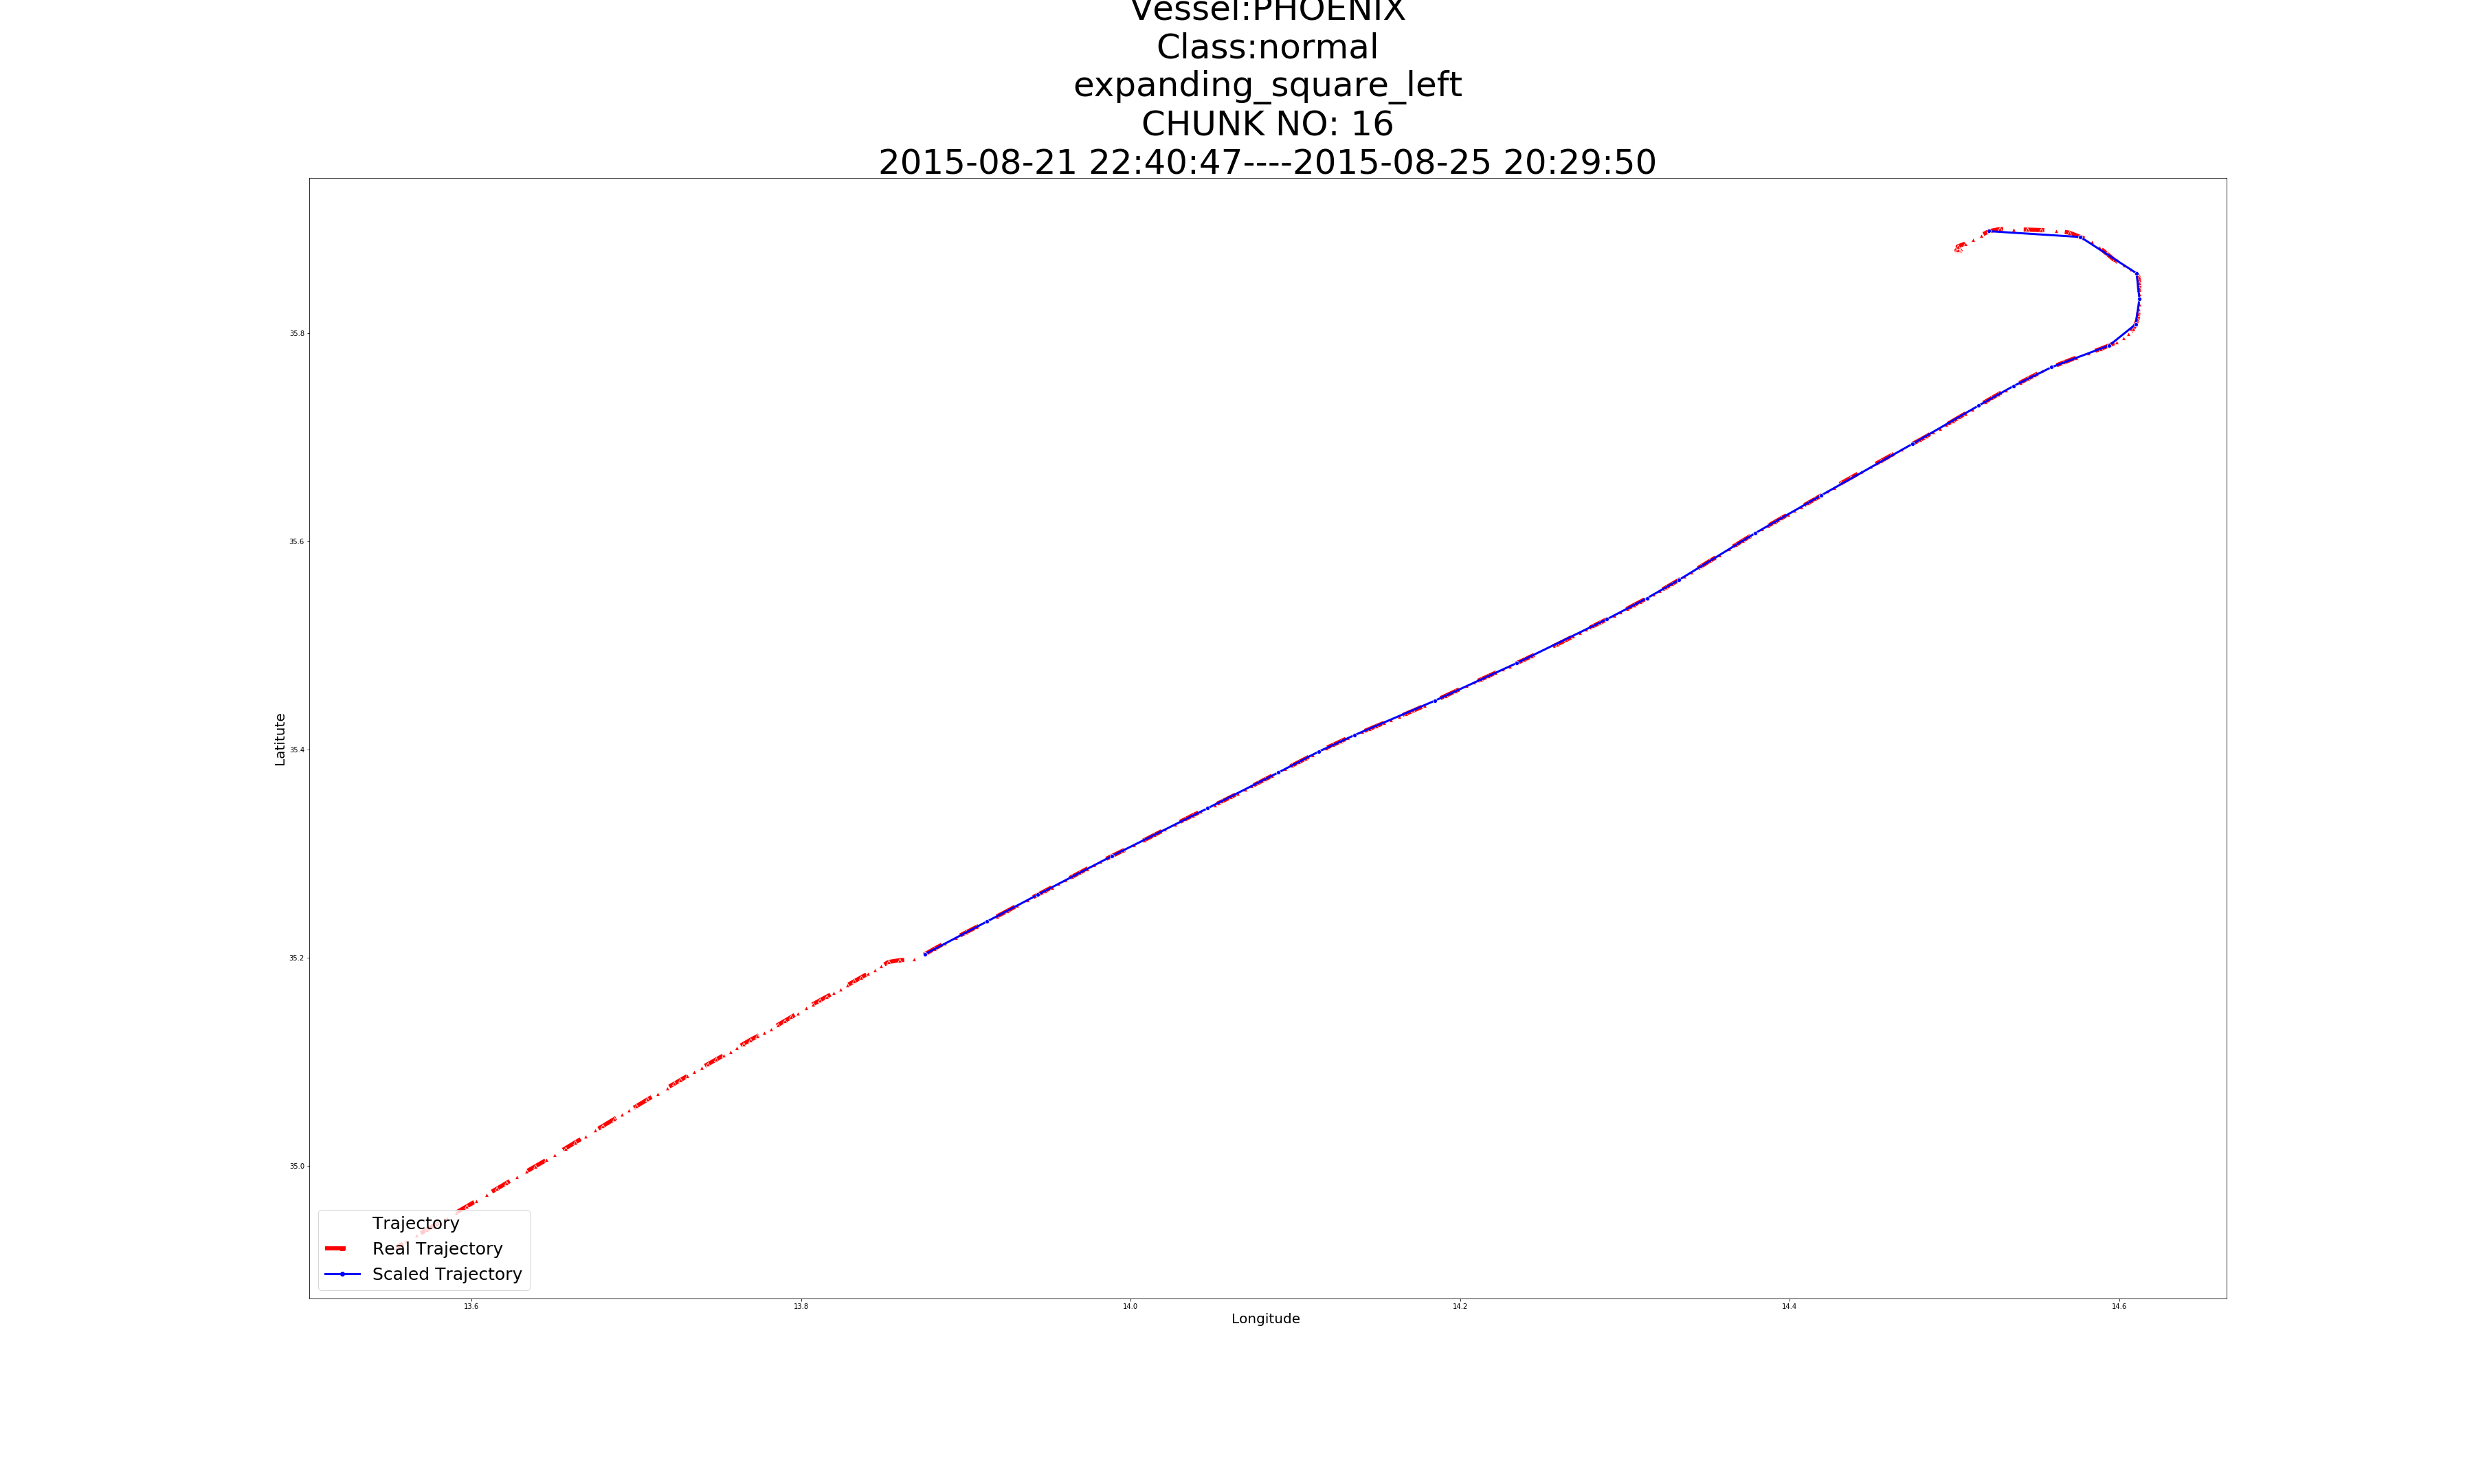 Vessel:PHOENIX
Class:normal
expanding_square_left
CHUNK NO: 16
2015-08-21 22:40:47----2015-08-25 20:29:50
Latitute
35.8
35.6
35.4
35.2
35.0
Trajectory
Real Trajectory
Scaled Trajectory
13.6
13.8
14.0
14.2
14.4
14.6
Longitude